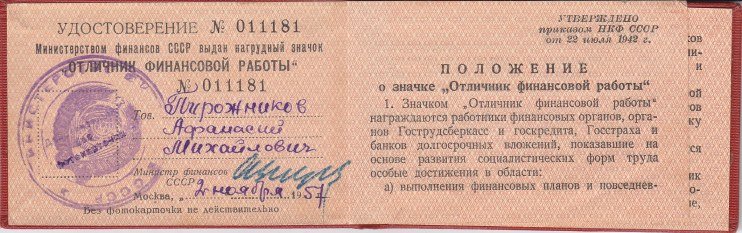 УДОСТОВЕРЕНИЕ № 011181
Министерством финансов СССР выдан нагрудный значок
"ОТЛИЧНИК ФИНАНСОВОЙ РАБОТЫ"
№ 011181
Тов. Пирожников
Афанасий
Михайлович
Министр финансов
СССР
Москва, „2“ ноября 1957
Без фотокарточки не действительно
УТВЕРЖДЕНО
приказом НКФ СССР
от 22 июля 1942 г.
ПОЛОЖЕНИЕ
о значке „Отличник финансовой работы“
1. Значком „Отличник финансовой работы“
награждаются работники финансовых органов, орга-
нов Гострудсберкасс и госкредита, Госстраха и
банков долгосрочных вложений, показавшие на
основе развития социалистических форм труда
особые достижения в области:
а) выполнения финансовых планов и повседнев-